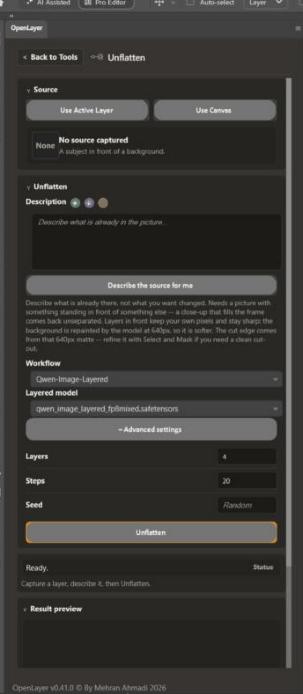 AI Assisted
Pro Editor
Auto-select
Layer
OpenLayer
< Back to Tools
Unflatten
Source
Use Active Layer
Use Canvas
None
No source captured
A subject in front of a background.
Unflatten
Description
Describe what is already in the picture...
Describe the source for me
Describe what is already there, not what you want changed. Needs a picture with
something standing in front of something else -- a close-up that fills the frame
comes back unseparated. Layers in front keep your own pixels and stay sharp; the
background is repainted by the model at 640px, so it is softer. The cut edge comes
from that 640px matte -- refine it with Select and Mask if you need a clean cut-
out.
Workflow
Qwen-Image-Layered
Layered model
qwen_image_layered_fp8mixed.safetensors
Advanced settings
Layers
4
Steps
20
Seed
Random
Unflatten
Ready.
Status
Capture a layer, describe it, then Unflatten.
Result preview
OpenLayer v0.41.0 © By Mehran Ahmadi 2026